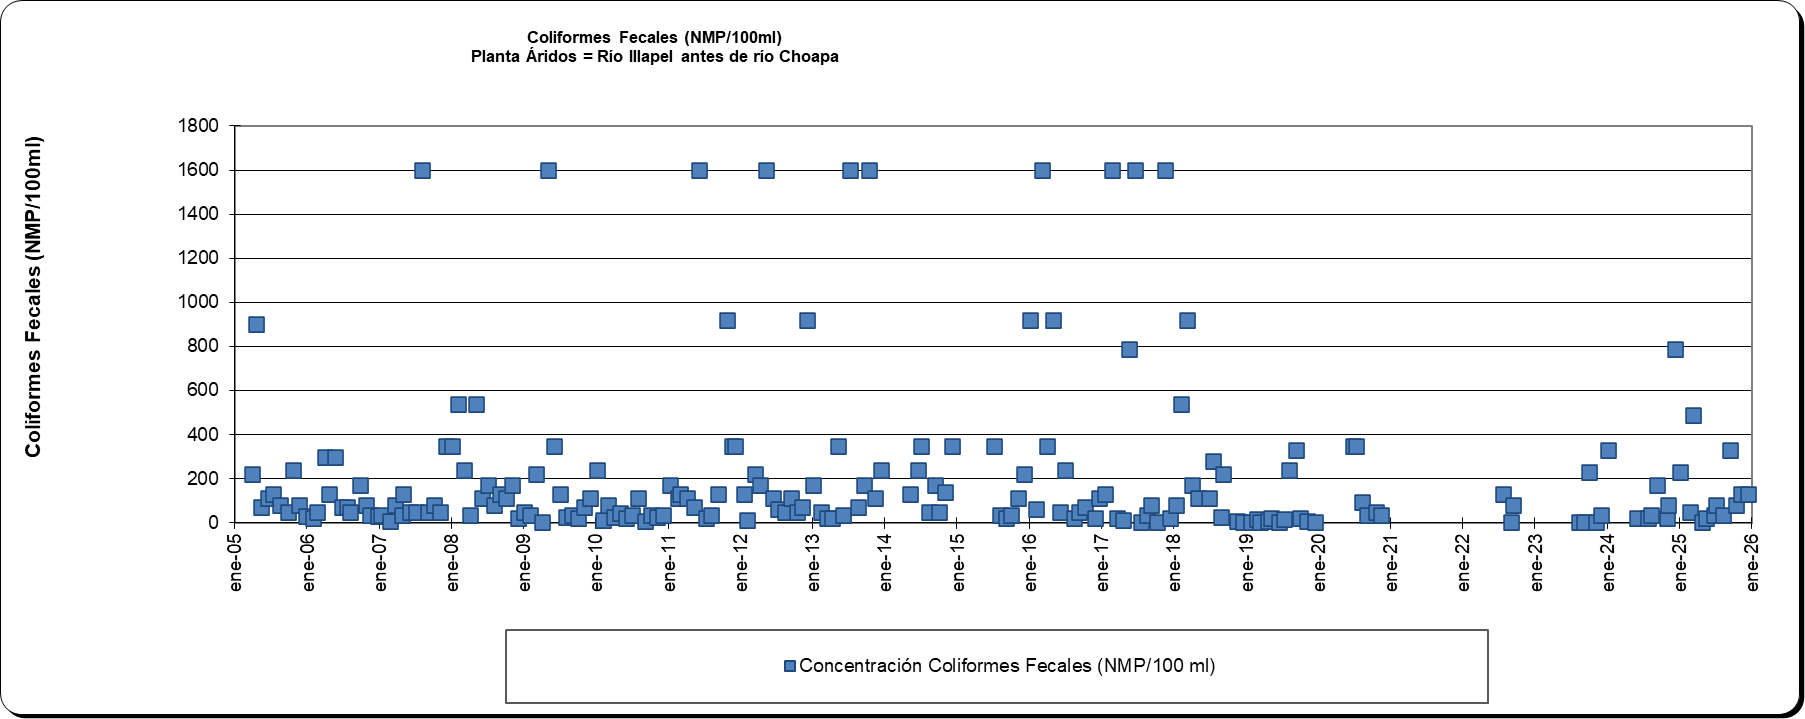 Coliformes Fecales (NMP/100ml)
Planta Áridos = Río Illapel antes de río Choapa
Coliformes Fecales (NMP/100ml)
1800
1600
1400
1200
1000
800
600
400
200
0
ene-05
ene-06
ene-07
ene-08
ene-09
ene-10
ene-11
ene-12
ene-13
ene-14
ene-15
ene-16
ene-17
ene-18
ene-19
ene-20
ene-21
ene-22
ene-23
ene-24
ene-25
ene-26
Concentración Coliformes Fecales (NMP/100 ml)